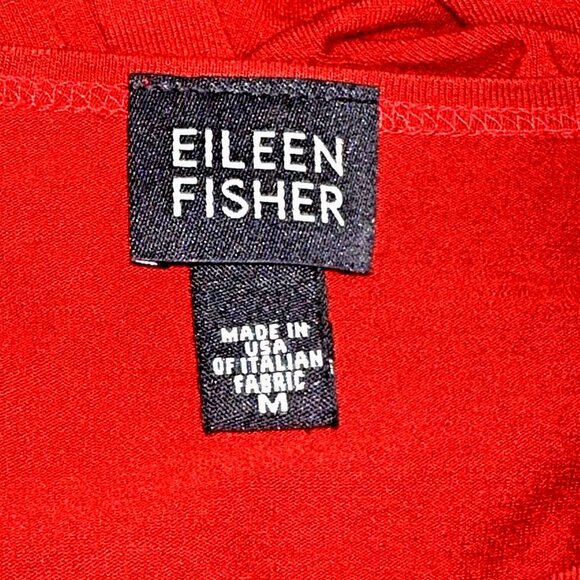 EILEEN
FISHER
MADE IN
USA
OF ITALIAN
FABRIC
M